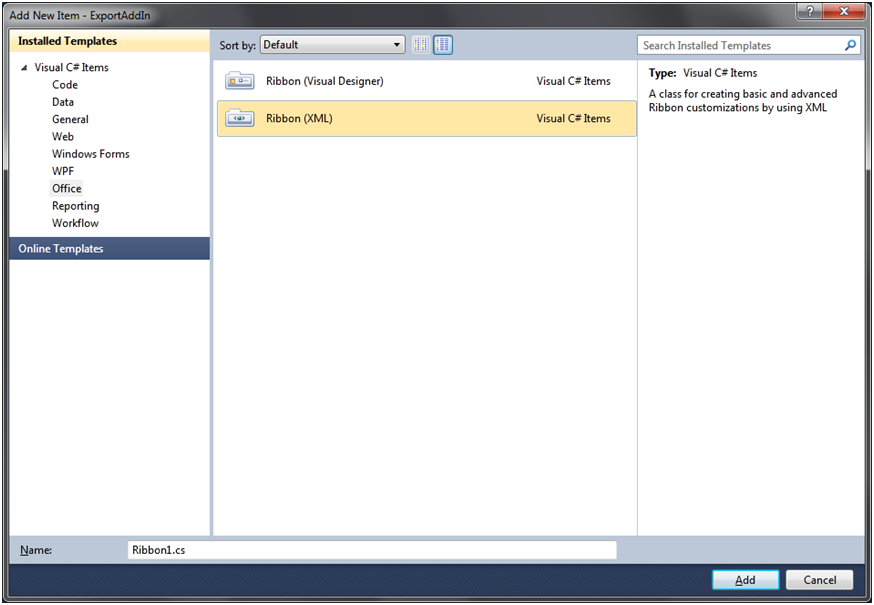 Add New Item - ExportAddIn
?
Installed Templates
Visual C# Items
Code
Data
General
Web
Windows Forms
WPF
Office
Reporting
Workflow
Online Templates
Sort by: Default
Search Installed Templates
Ribbon (Visual Designer) Visual C# Items
Ribbon (XML) Visual C# Items
Type: Visual C# Items
A class for creating basic and advanced
Ribbon customizations by using XML
Name: Ribbon1.cs
Add Cancel